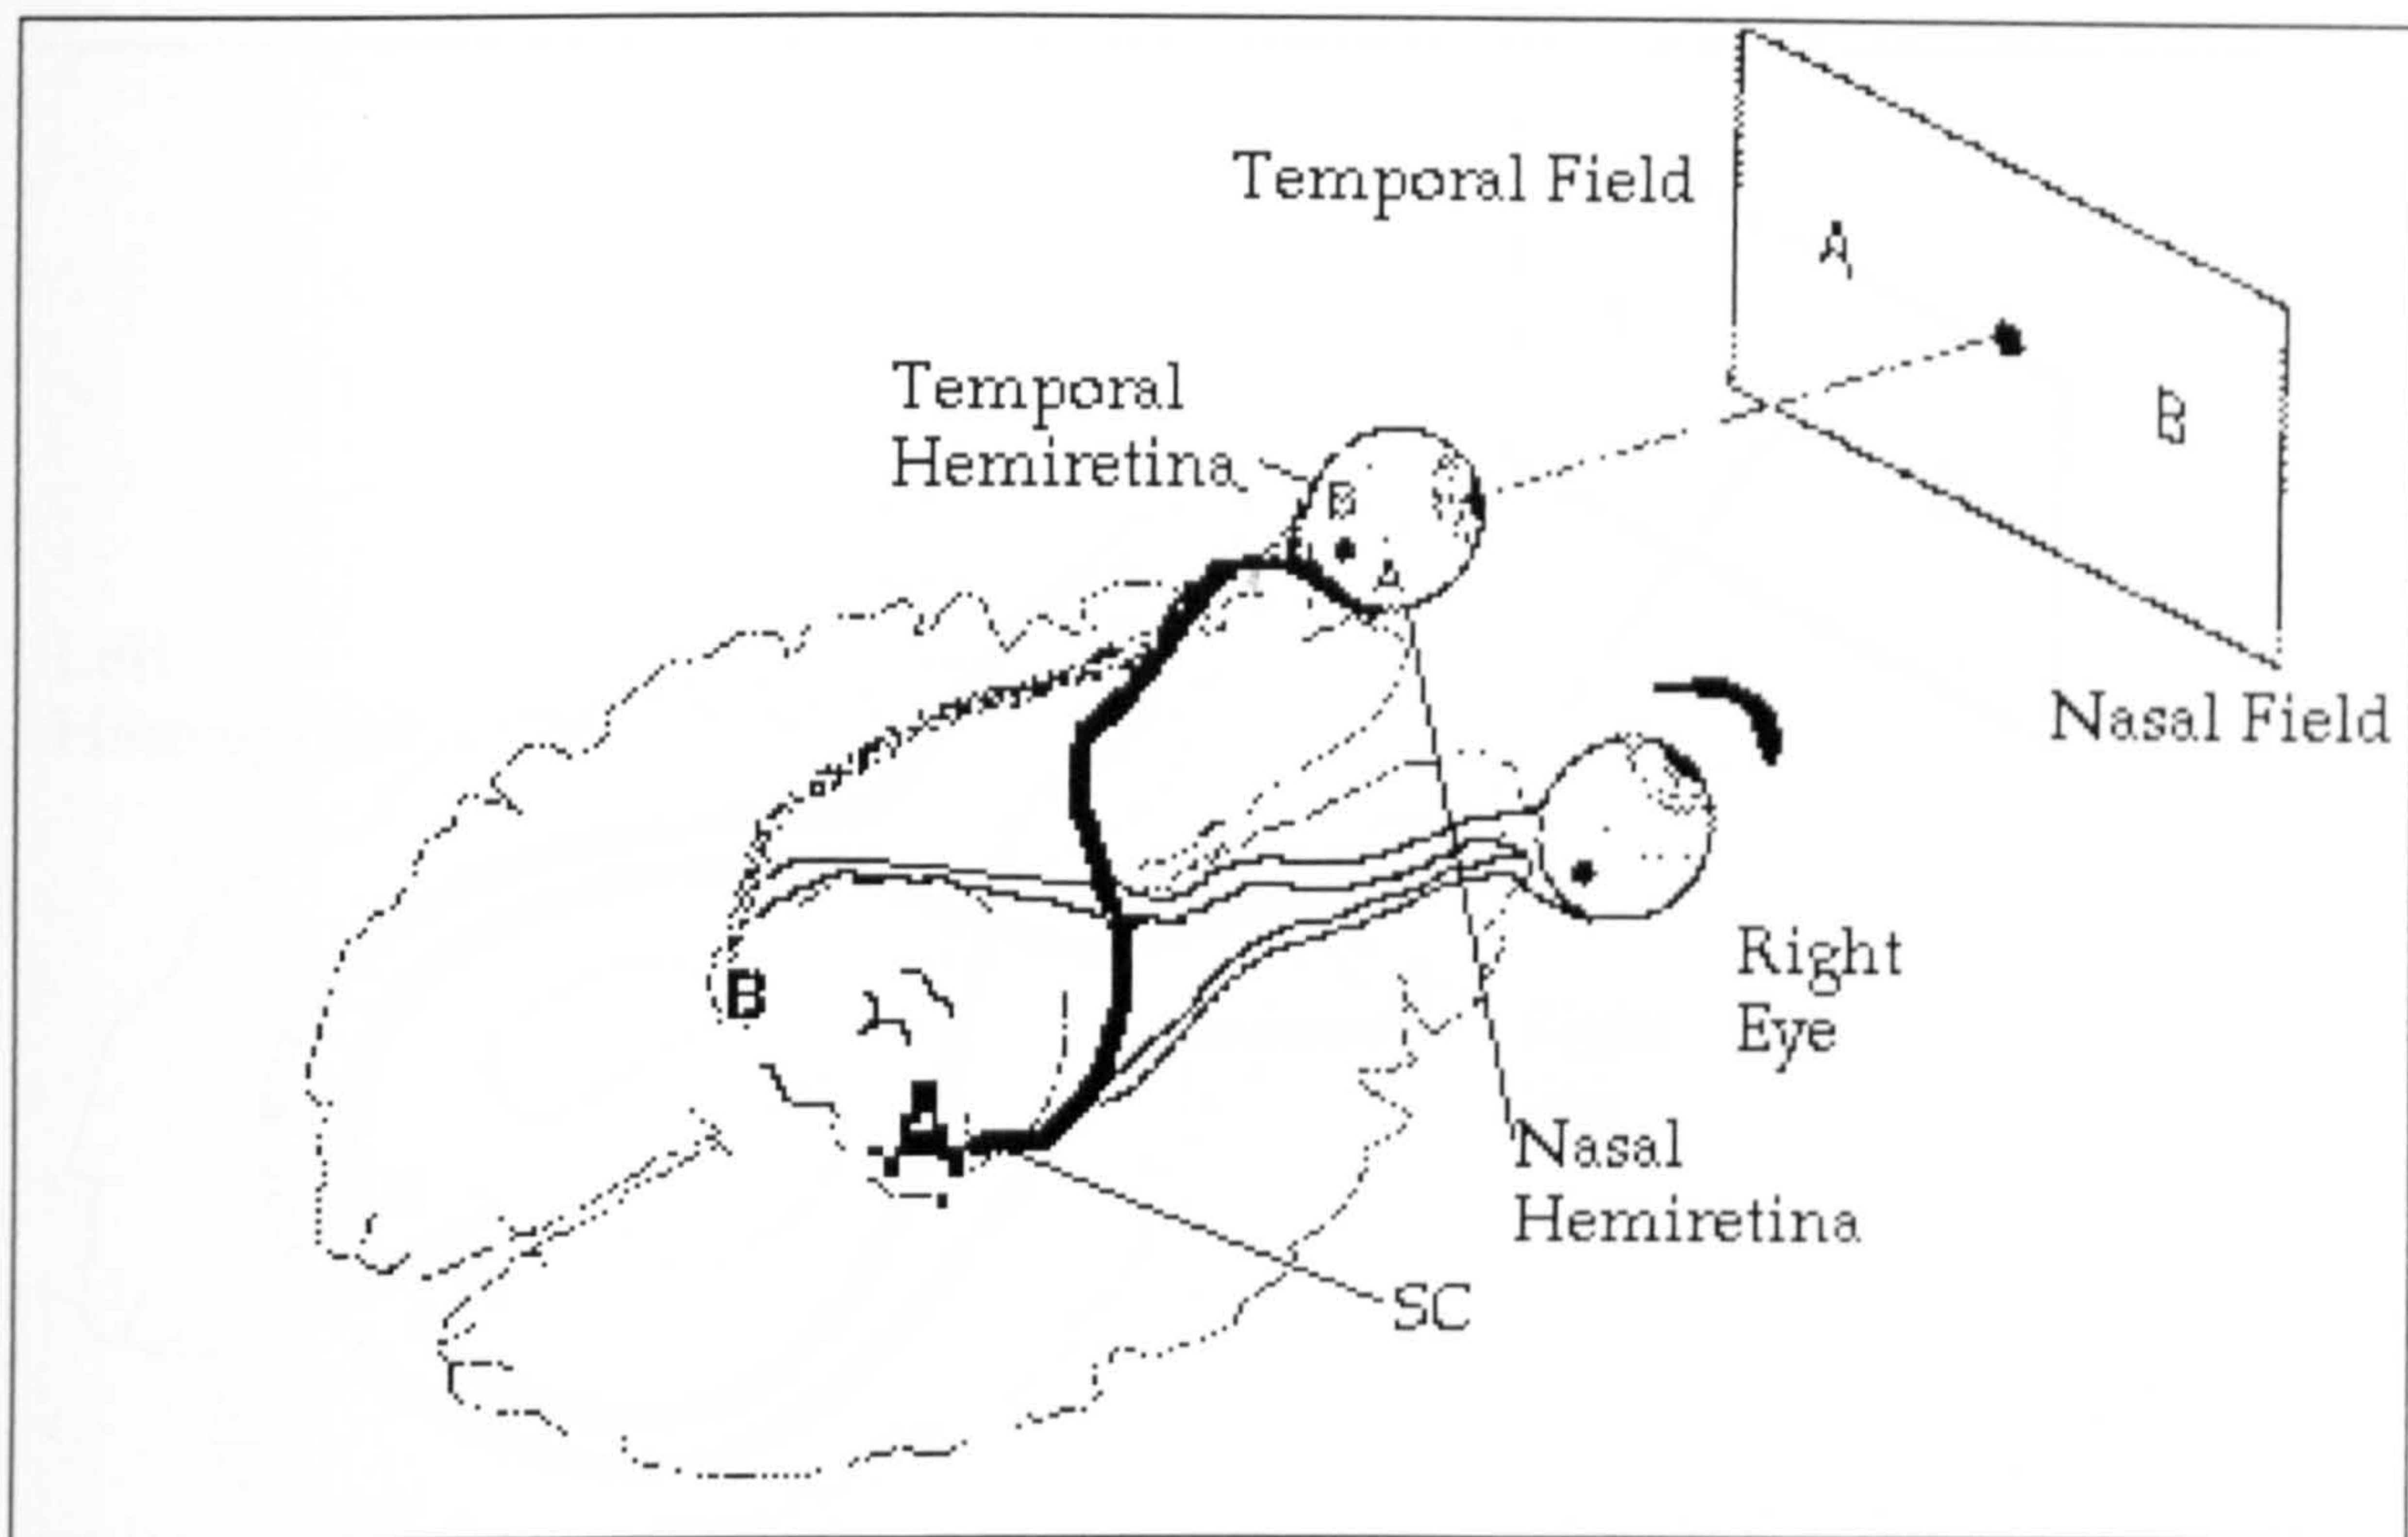 Temporal Field
A
B
Temporal
Hemiretina
B
A
Nasal Field
Right
Eye
B
A
Nasal
Hemiretina
SC